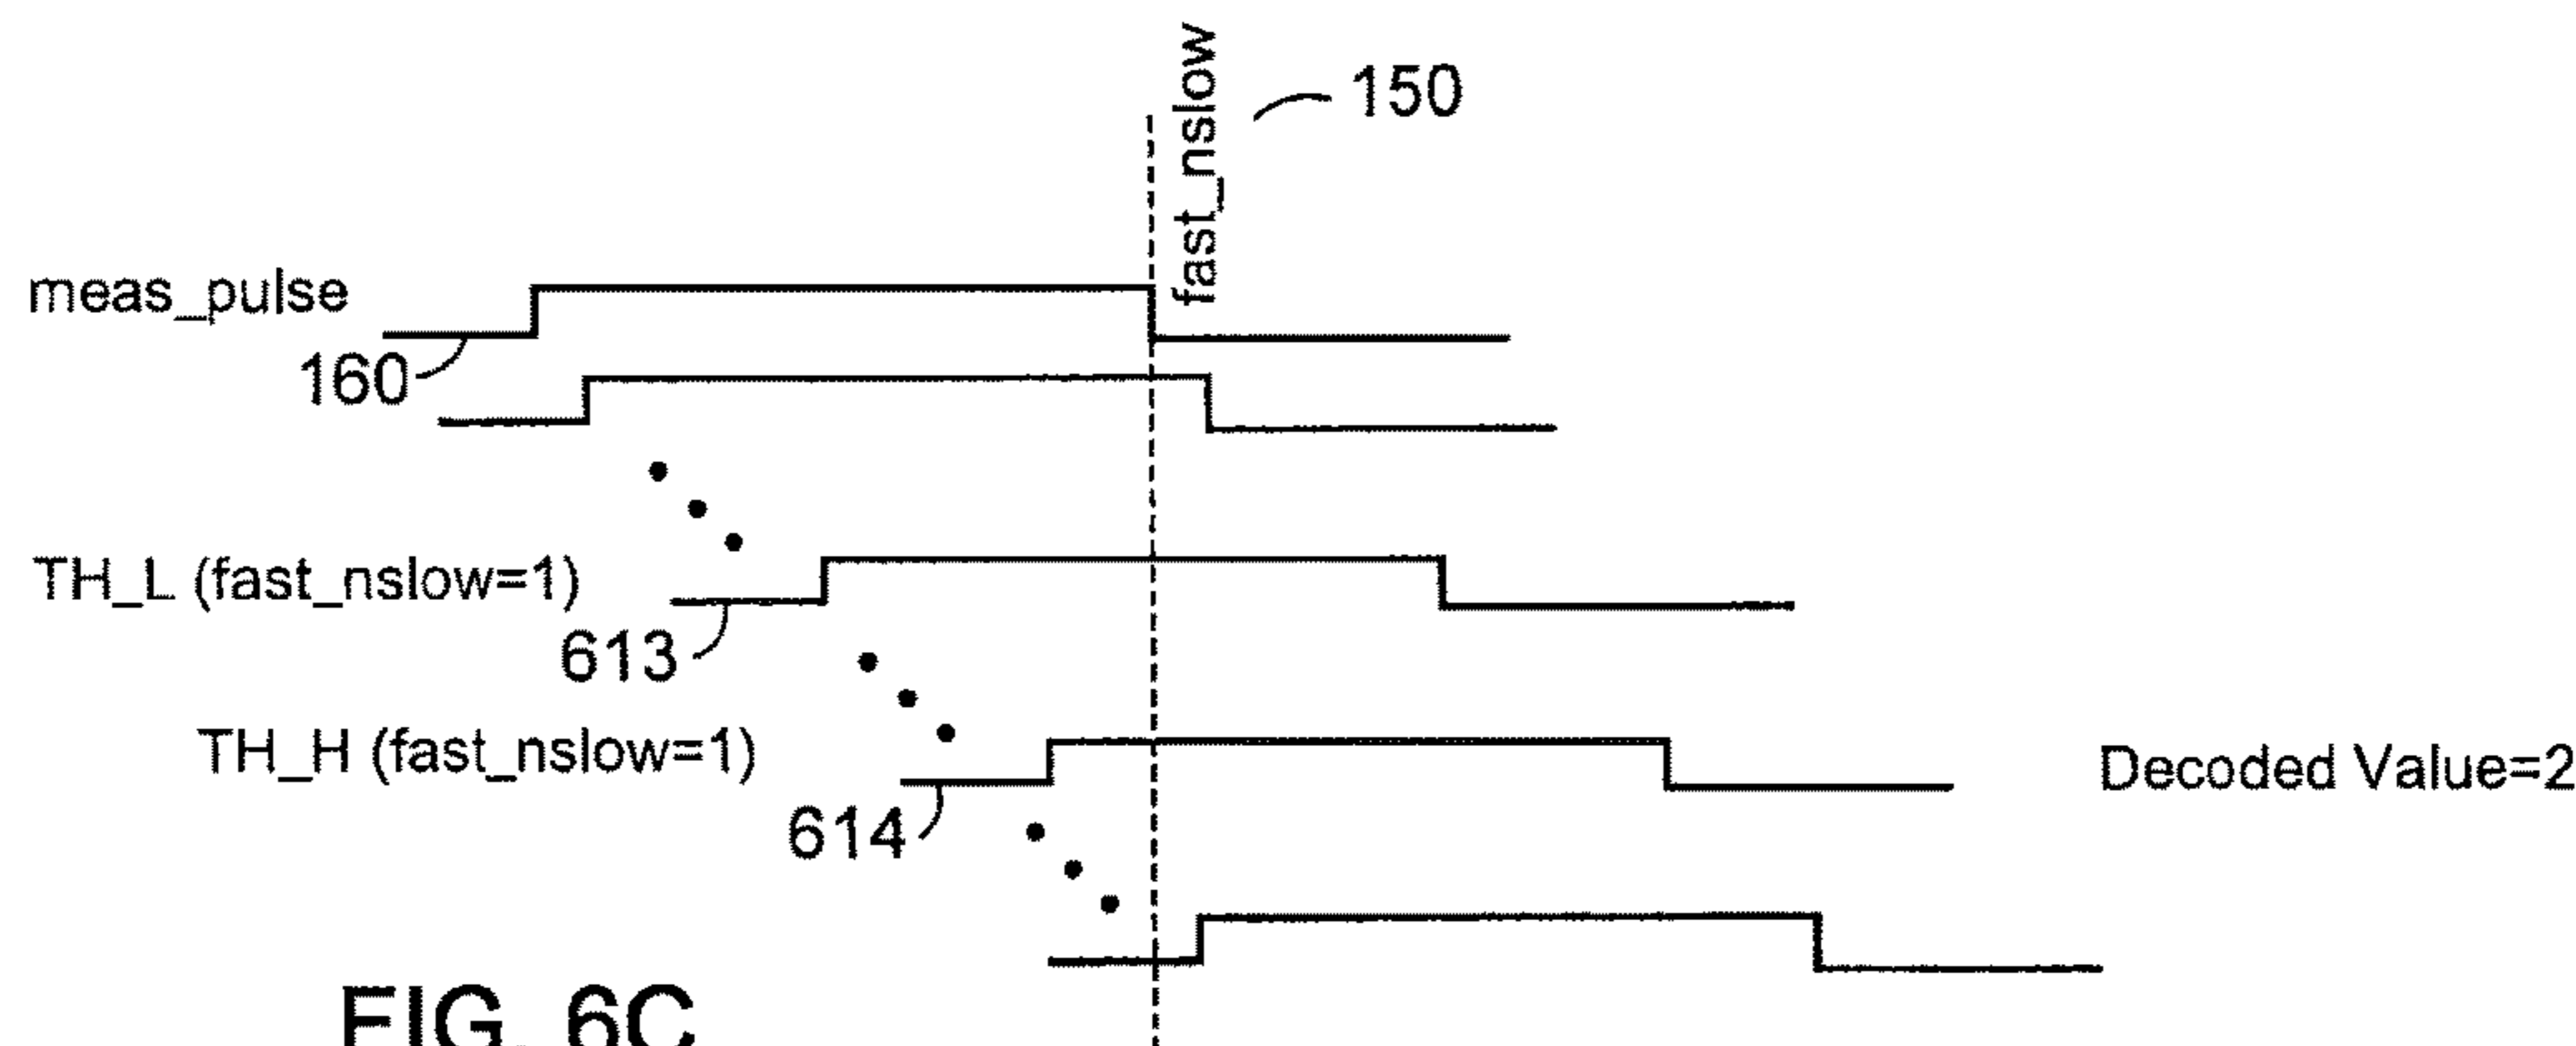 fast_nslow
150
meas_pulse
160
TH_L (fast_nslow=1)
613
TH_H (fast_nslow=1)
614
Decoded Value=2
FIG. 6C